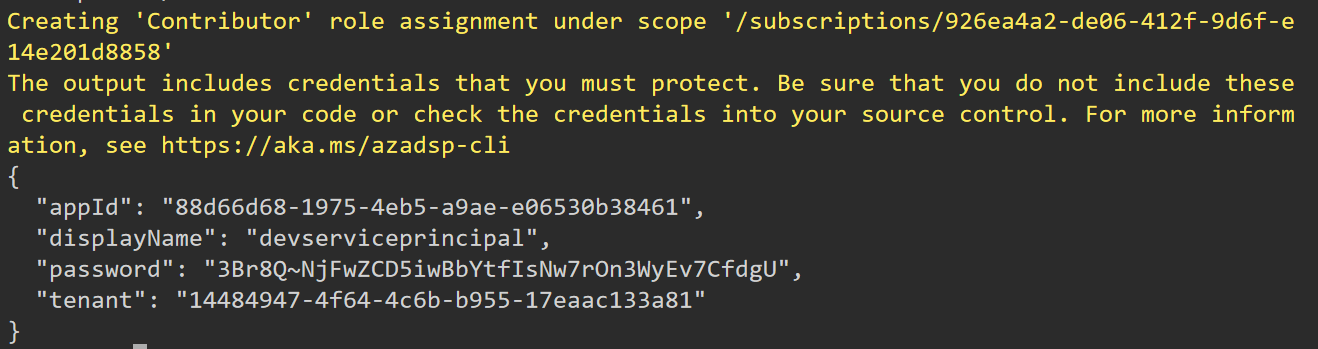 Creating 'Contributor' role assignment under scope '/subscriptions/926ea4a2-de06-412f-9d6f-e
14e201d8858'
The output includes credentials that you must protect. Be sure that you do not include these
 credentials in your code or check the credentials into your source control. For more inform
ation, see https://aka.ms/azadsp-cli
{
  "appId": "88d66d68-1975-4eb5-a9ae-e06530b38461",
  "displayName": "devserviceprincipal",
  "password": "3Br8Q~NjFwZCD5iwBbYtfIsNw7rOn3WyEv7CfdgU",
  "tenant": "14484947-4f64-4c6b-b955-17eaac133a81"
}